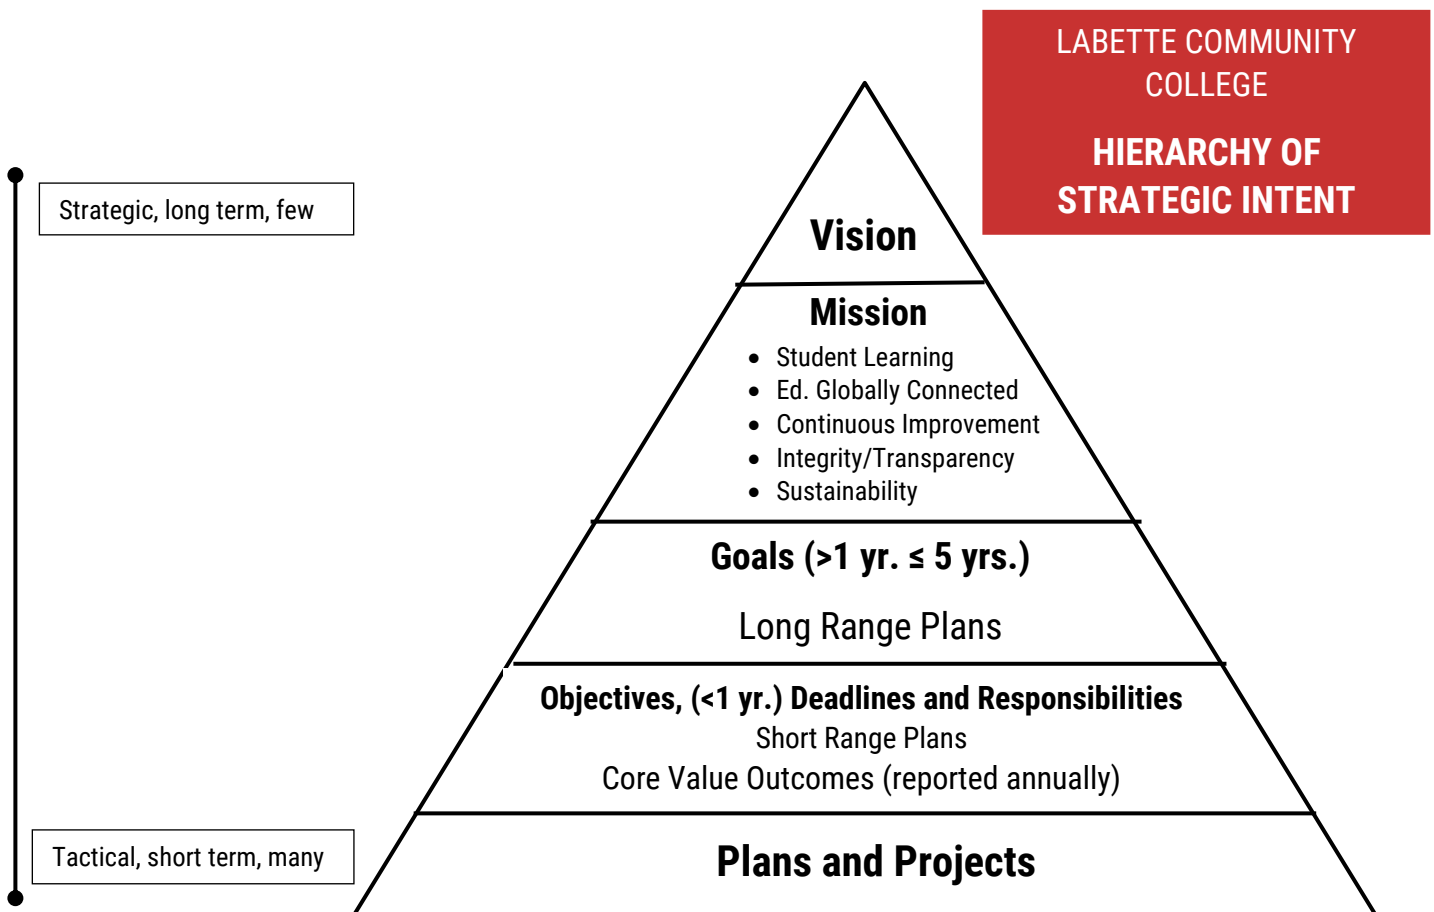 LABETTE COMMUNITY
COLLEGE
HIERARCHY OF
STRATEGIC INTENT
Strategic, long term, few
Vision
Mission
• Student Learning
• Ed. Globally Connected
• Continuous Improvement
• Integrity/Transparency
• Sustainability
Goals (>1 yr. ≤ 5 yrs.)
Long Range Plans
Objectives, (<1 yr.) Deadlines and Responsibilities
Short Range Plans
Core Value Outcomes (reported annually)
Tactical, short term, many
Plans and Projects